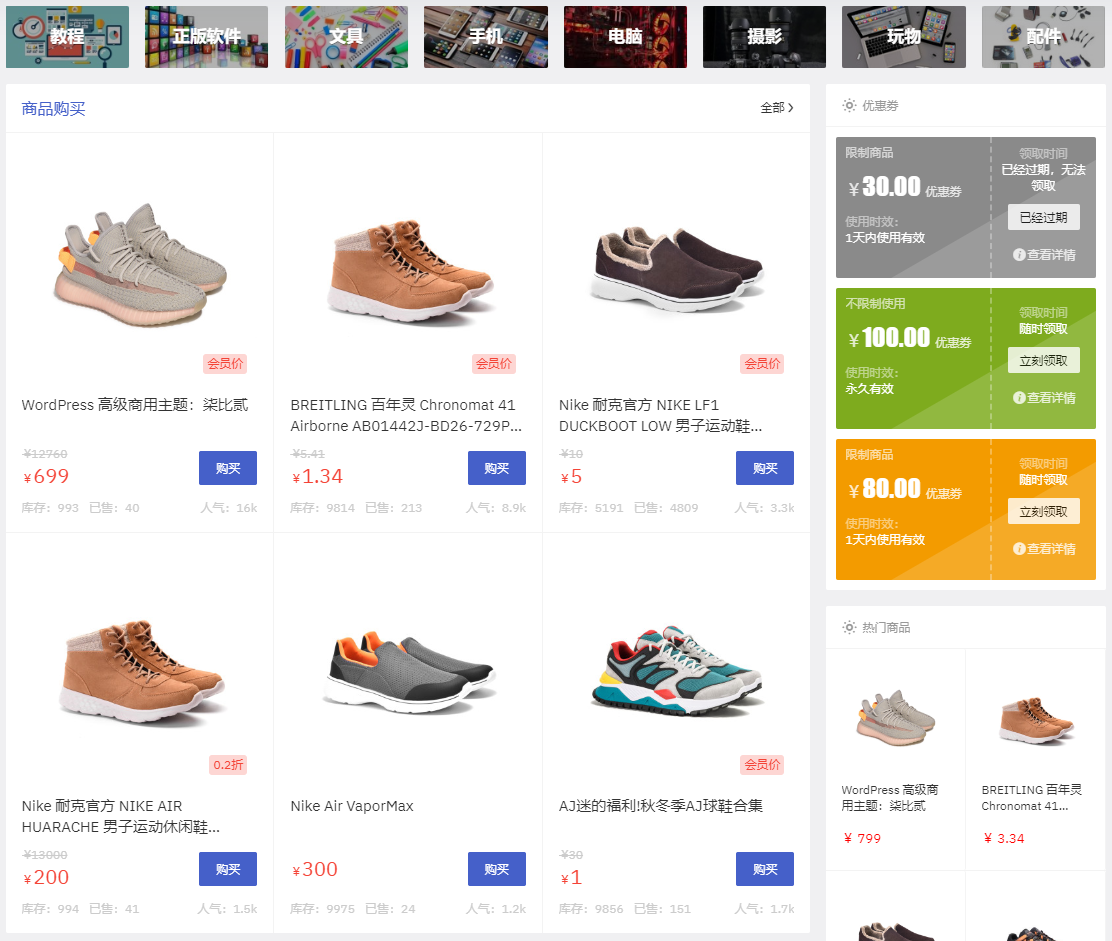 教程
正版软件
文具
手机
电脑
摄影
玩物
配件
商品购买
全部
会员价
WordPress 高级商用主题：柒比贰
¥12760
¥699
购买
库存：993 已售：40 人气：16k
会员价
BREITLING 百年灵 Chronomat 41
Airborne AB01442J-BD26-729P...
¥5.41
¥1.34
购买
库存：9814 已售：213 人气：8.9k
会员价
Nike 耐克官方 NIKE LF1
DUCKBOOT LOW 男子运动鞋...
¥10
¥5
购买
库存：5191 已售：4809 人气：3.3k
0.2折
Nike 耐克官方 NIKE AIR
HUARACHE 男子运动休闲鞋...
¥13000
¥200
购买
库存：994 已售：41 人气：1.5k
Nike Air VaporMax
¥300
购买
库存：9975 已售：24 人气：1.2k
会员价
AJ迷的福利!秋冬季AJ球鞋合集
¥30
¥1
购买
库存：9856 已售：151 人气：1.7k
优惠劵
限制商品
￥30.00 优惠劵
使用时效：
1天内使用有效
领取时间
已经过期，无法
领取
已经过期
查看详情
不限制使用
￥100.00 优惠劵
使用时效：
永久有效
领取时间
随时领取
立刻领取
查看详情
限制商品
￥80.00 优惠劵
使用时效：
1天内使用有效
领取时间
随时领取
立刻领取
查看详情
热门商品
WordPress 高级商
用主题：柒比贰
￥ 799
BREITLING 百年灵
Chronomat 41...
￥ 3.34